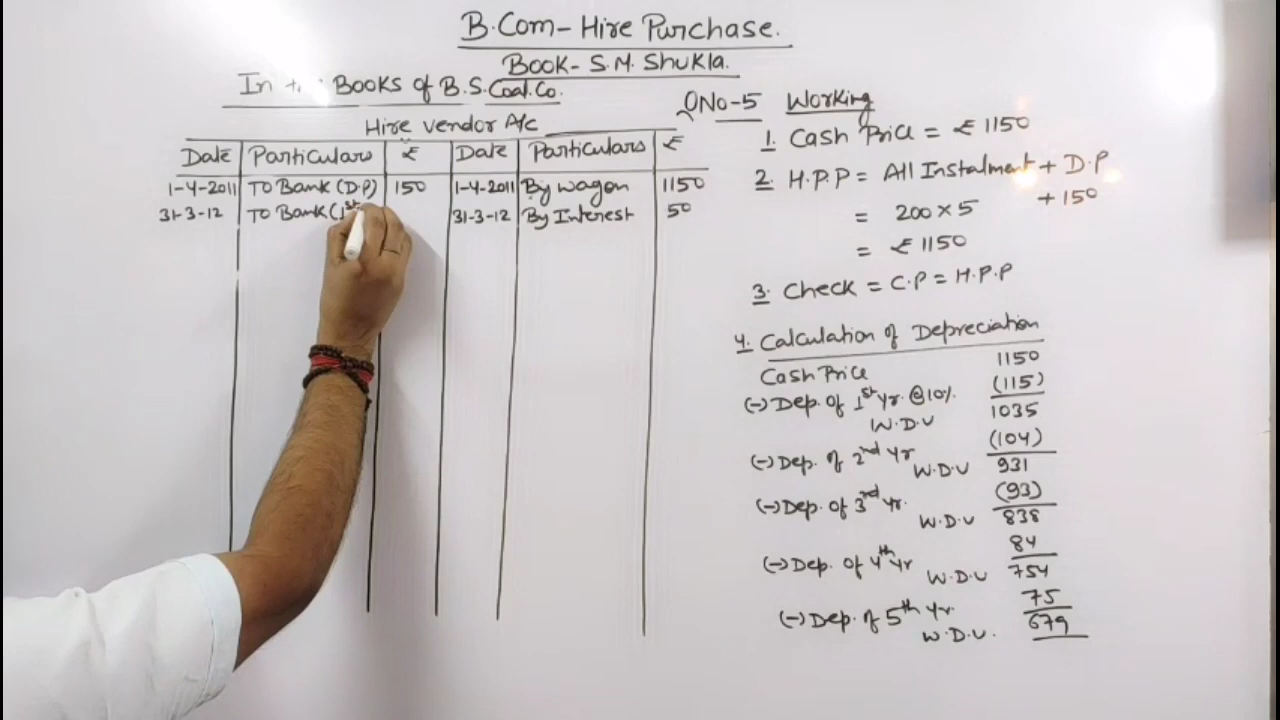 B.Com - Hire Purchase.
Book - S.M. Shukla.
In Books of B.S. Coal. Co.
Hire Vendor A/c
Date Particulars ₹ Date Particulars ₹
1-4-2011 To Bank (D.P) 150 1-4-2011 By wagon 1150
31-3-12 To Bank (1st 31-3-12 By Interest 50
QNo-5 Working
1. Cash Price = ₹ 1150
2. H.P.P = All Instalment + D.P
= 200 x 5 + 150
= ₹ 1150
3. Check = C.P = H.P.P
4. Calculation of Depreciation
Cash Price 1150
(-) Dep. of 1st Yr. @ 10%. (115)
W.D.V 1035
(-) Dep. of 2nd Yr (104)
W.D.V 931
(-) Dep. of 3rd Yr. (93)
W.D.V 838
(-) Dep. of 4th Yr 84
W.D.V 754
(-) Dep. of 5th Yr. 75
W.D.V. 679